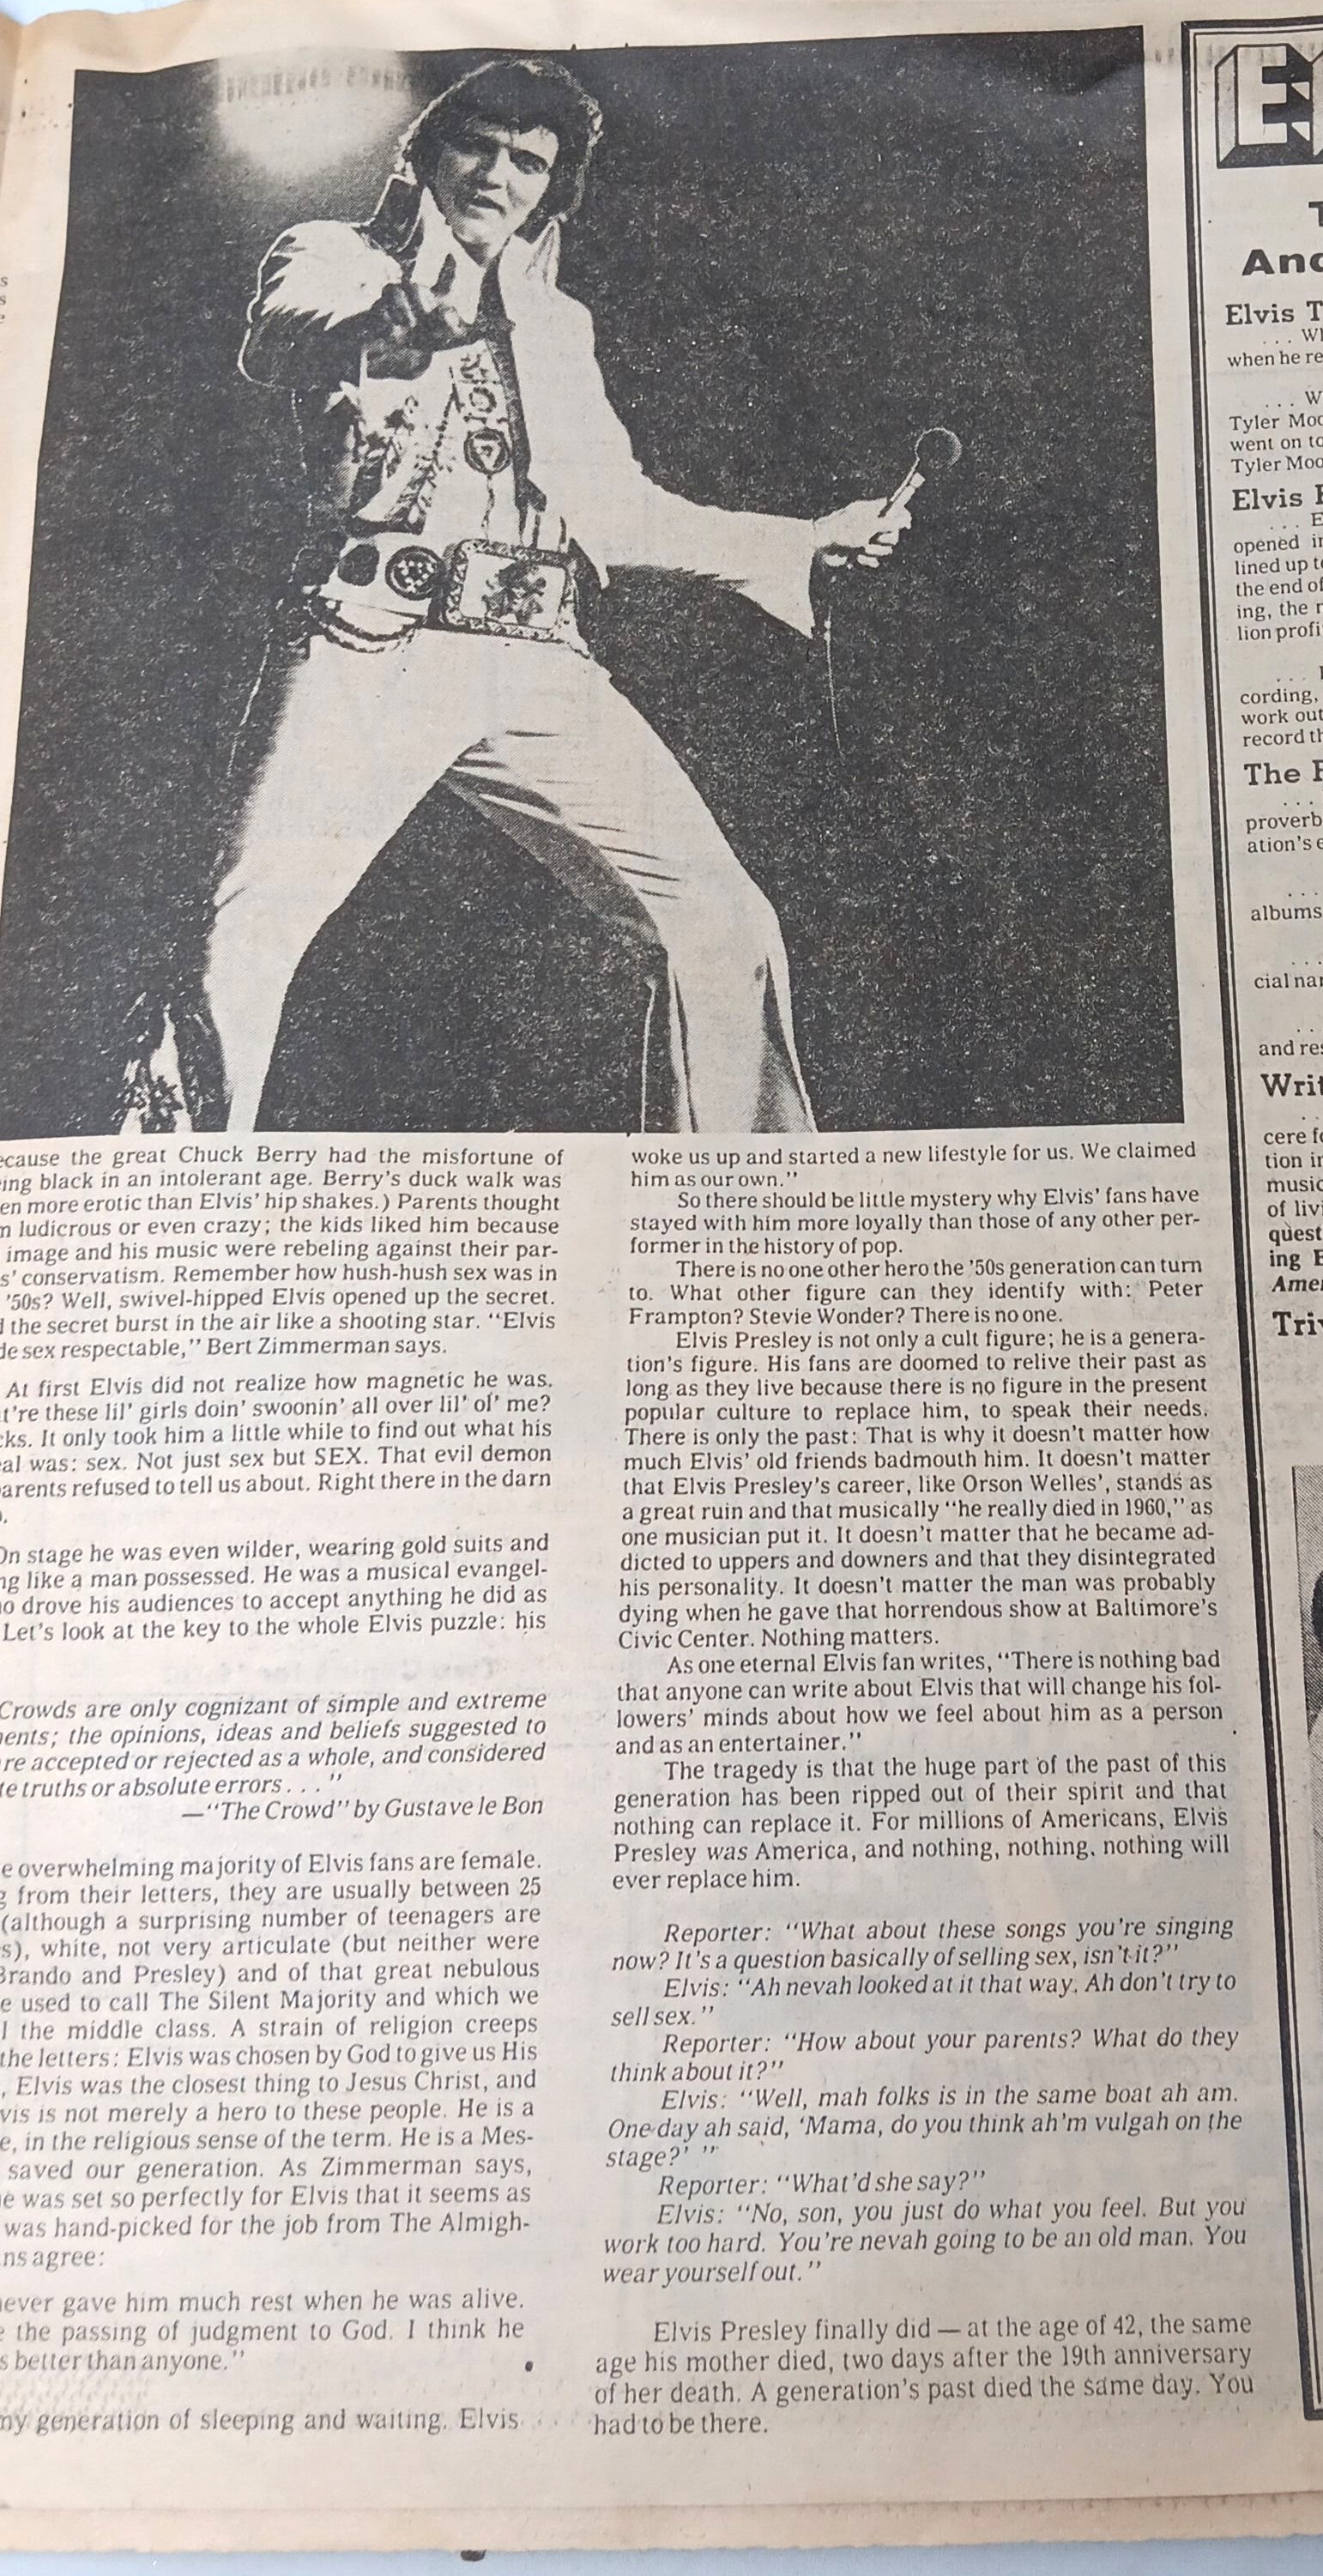 ecause the great Chuck Berry had the misfortune of
ing black in an intolerant age. Berry's duck walk was
en more erotic than Elvis' hip shakes.) Parents thought
m ludicrous or even crazy; the kids liked him because
image and his music were rebeling against their par-
s' conservatism. Remember how hush-hush sex was in
'50s? Well, swivel-hipped Elvis opened up the secret.
d the secret burst in the air like a shooting star. "Elvis
de sex respectable," Bert Zimmerman says.
At first Elvis did not realize how magnetic he was.
t're these lil' girls doin' swoonin' all over lil' ol' me?
cks. It only took him a little while to find out what his
eal was: sex. Not just sex but SEX. That evil demon
arents refused to tell us about. Right there in the darn
On stage he was even wilder, wearing gold suits and
ng like a man possessed. He was a musical evangel-
ho drove his audiences to accept anything he did as
Let's look at the key to the whole Elvis puzzle: his
Crowds are only cognizant of simple and extreme
ments; the opinions, ideas and beliefs suggested to
re accepted or rejected as a whole, and considered
te truths or absolute errors . . . "
—"The Crowd" by Gustave le Bon
e overwhelming majority of Elvis fans are female.
g from their letters, they are usually between 25
(although a surprising number of teenagers are
s), white, not very articulate (but neither were
Brando and Presley) and of that great nebulous
e used to call The Silent Majority and which we
l the middle class. A strain of religion creeps
the letters: Elvis was chosen by God to give us His
, Elvis was the closest thing to Jesus Christ, and
vis is not merely a hero to these people. He is a
e, in the religious sense of the term. He is a Mes-
saved our generation. As Zimmerman says,
e was set so perfectly for Elvis that it seems as
was hand-picked for the job from The Almigh-
ns agree:
never gave him much rest when he was alive.
e the passing of judgment to God. I think he
s better than anyone."
my generation of sleeping and waiting. Elvis
woke us up and started a new lifestyle for us. We claimed
him as our own."
So there should be little mystery why Elvis' fans have
stayed with him more loyally than those of any other per-
former in the history of pop.
There is no one other hero the '50s generation can turn
to. What other figure can they identify with: Peter
Frampton? Stevie Wonder? There is no one.
Elvis Presley is not only a cult figure; he is a genera-
tion's figure. His fans are doomed to relive their past as
long as they live because there is no figure in the present
popular culture to replace him, to speak their needs.
There is only the past: That is why it doesn't matter how
much Elvis' old friends badmouth him. It doesn't matter
that Elvis Presley's career, like Orson Welles', stands as
a great ruin and that musically "he really died in 1960," as
one musician put it. It doesn't matter that he became ad-
dicted to uppers and downers and that they disintegrated
his personality. It doesn't matter the man was probably
dying when he gave that horrendous show at Baltimore's
Civic Center. Nothing matters.
As one eternal Elvis fan writes, "There is nothing bad
that anyone can write about Elvis that will change his fol-
lowers' minds about how we feel about him as a person
and as an entertainer."
The tragedy is that the huge part of the past of this
generation has been ripped out of their spirit and that
nothing can replace it. For millions of Americans, Elvis
Presley was America, and nothing, nothing, nothing will
ever replace him.
Reporter: "What about these songs you're singing
now? It's a question basically of selling sex, isn't it?"
Elvis: "Ah nevah looked at it that way. Ah don't try to
sell sex."
Reporter: "How about your parents? What do they
think about it?"
Elvis: "Well, mah folks is in the same boat ah am.
One day ah said, 'Mama, do you think ah'm vulgah on the
stage?' "
Reporter: "What'd she say?"
Elvis: "No, son, you just do what you feel. But you
work too hard. You're nevah going to be an old man. You
wear yourself out."
Elvis Presley finally did — at the age of 42, the same
age his mother died, two days after the 19th anniversary
of her death. A generation's past died the same day. You
had to be there.
E
T
And
Elvis T
. . . Wh
when he re
. . . W
Tyler Moo
went on to
Tyler Moo
Elvis
. . . E
opened in
lined up t
the end of
ing, the
lion profi
cording,
work out
record th
The
proverb
ation's e
albums
cial nam
and res
Writ
cere fo
tion in
music
of livi
quest
ing E
Amer
Triv